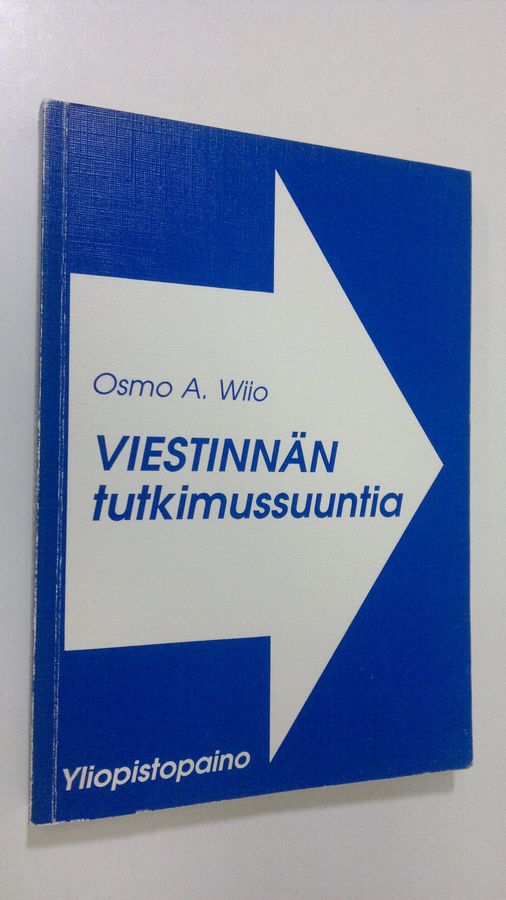 Osmo A. Wiio
VIESTINNÄN
tutkimussuuntia
Yliopistopaino